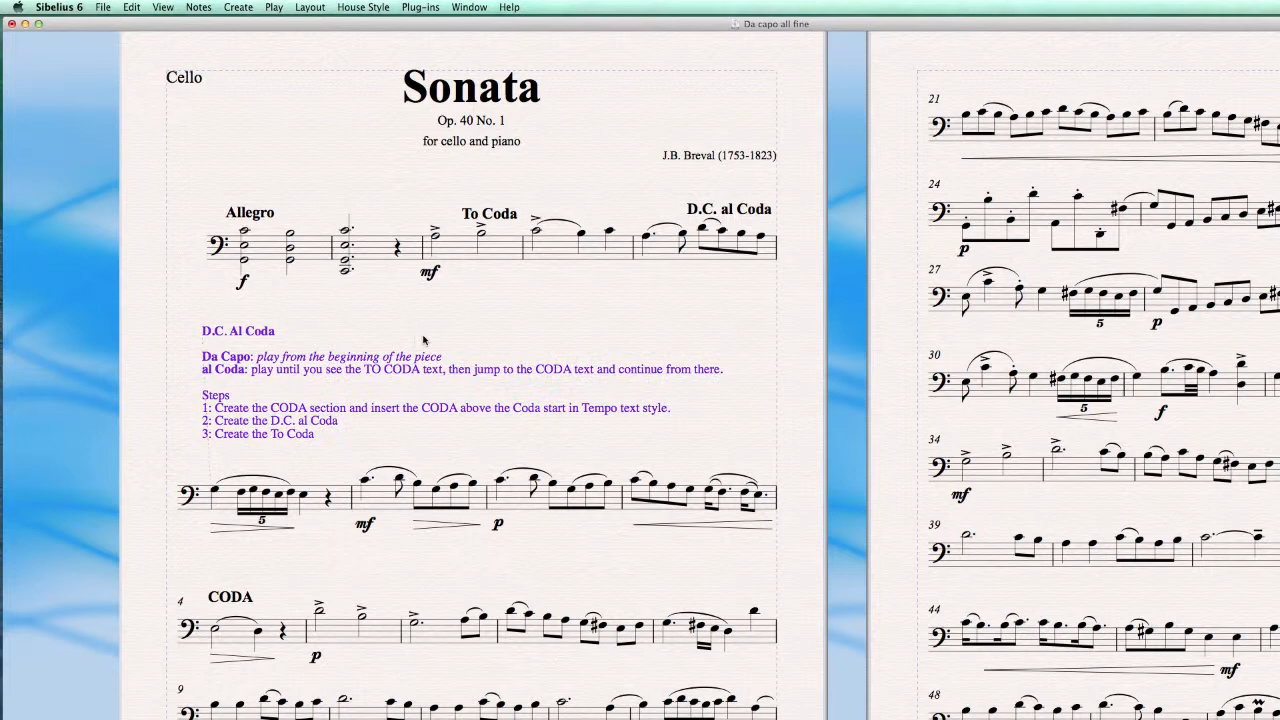 Sibelius 6 File Edit View Notes Create Play Layout House Style Plug-ins Window Help
Da capo all fine
Cello
Sonata
Op. 40 No. 1
for cello and piano
J.B. Breval (1753-1823)
Allegro To Coda D.C. al Coda
f mf
D.C. Al Coda
Da Capo: play from the beginning of the piece
al Coda: play until you see the TO CODA text, then jump to the CODA text and continue from there.
Steps
1: Create the CODA section and insert the CODA above the Coda start in Tempo text style.
2: Create the D.C. al Coda
3: Create the To Coda
5 mf p
4 CODA
p
9
21
24
p
27
5 p
30
5 f
34
mf
39
44
mf
48